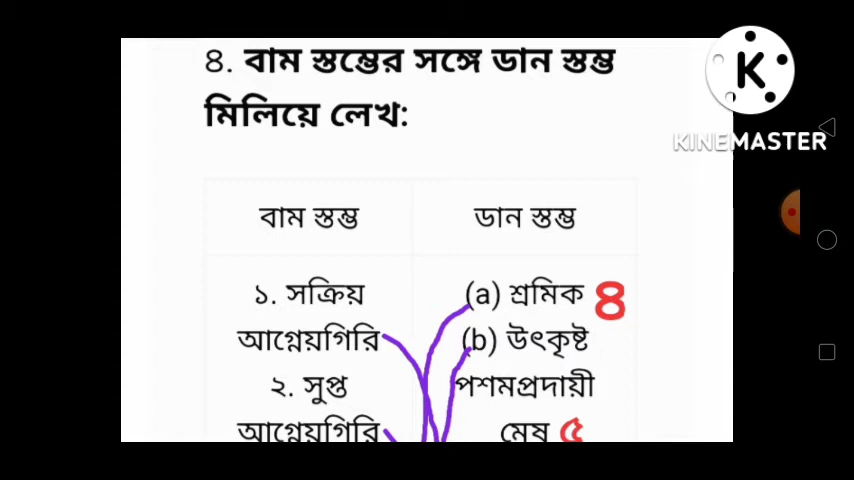 ৪. বাম স্তম্ভের সঙ্গে ডান স্তম্ভ
মিলিয়ে লেখ:
বাম স্তম্ভ
ডান স্তম্ভ
১. সক্রিয়
আগ্নেয়গিরি
২. সুপ্ত
আগ্নেয়গিরি
(a) শ্রমিক ৪
(b) উৎকৃষ্ট
পশমপ্রদায়ী
মেষ ৫
K
KINEMASTER